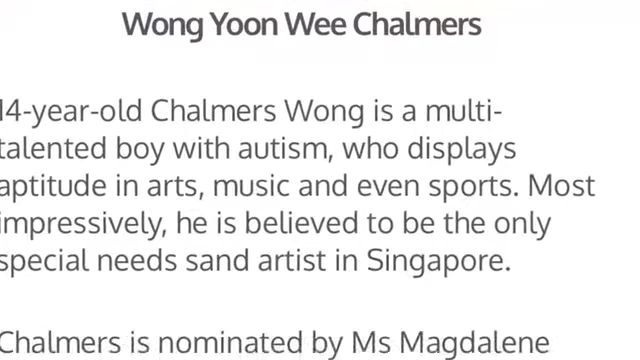 Wong Yoon Wee Chalmers
14-year-old Chalmers Wong is a multi-
talented boy with autism, who displays
aptitude in arts, music and even sports. Most
impressively, he is believed to be the only
special needs sand artist in Singapore.
Chalmers is nominated by Ms Magdalene